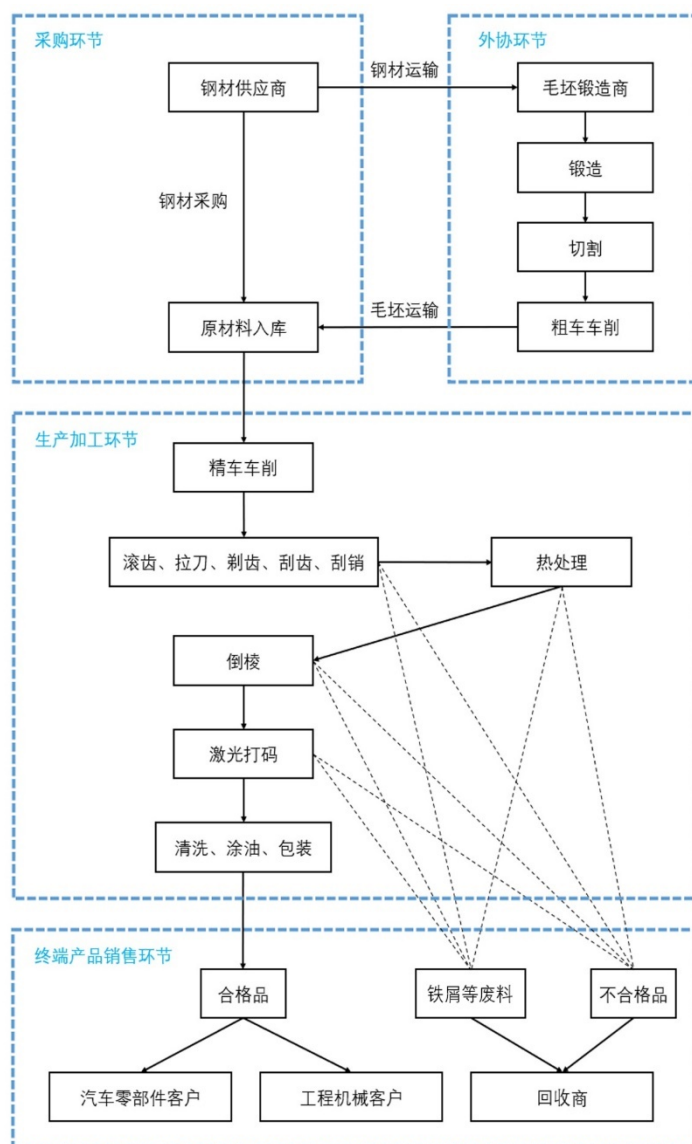 采购环节
外协环节
钢材供应商
钢材运输
毛坯锻造商
锻造
钢材采购
切割
原材料入库
毛坯运输
粗车车削
生产加工环节
精车车削
滚齿、拉刀、剃齿、刮齿、刮销
热处理
倒棱
激光打码
清洗、涂油、包装
终端产品销售环节
合格品
铁屑等废料
不合格品
汽车零部件客户
工程机械客户
回收商